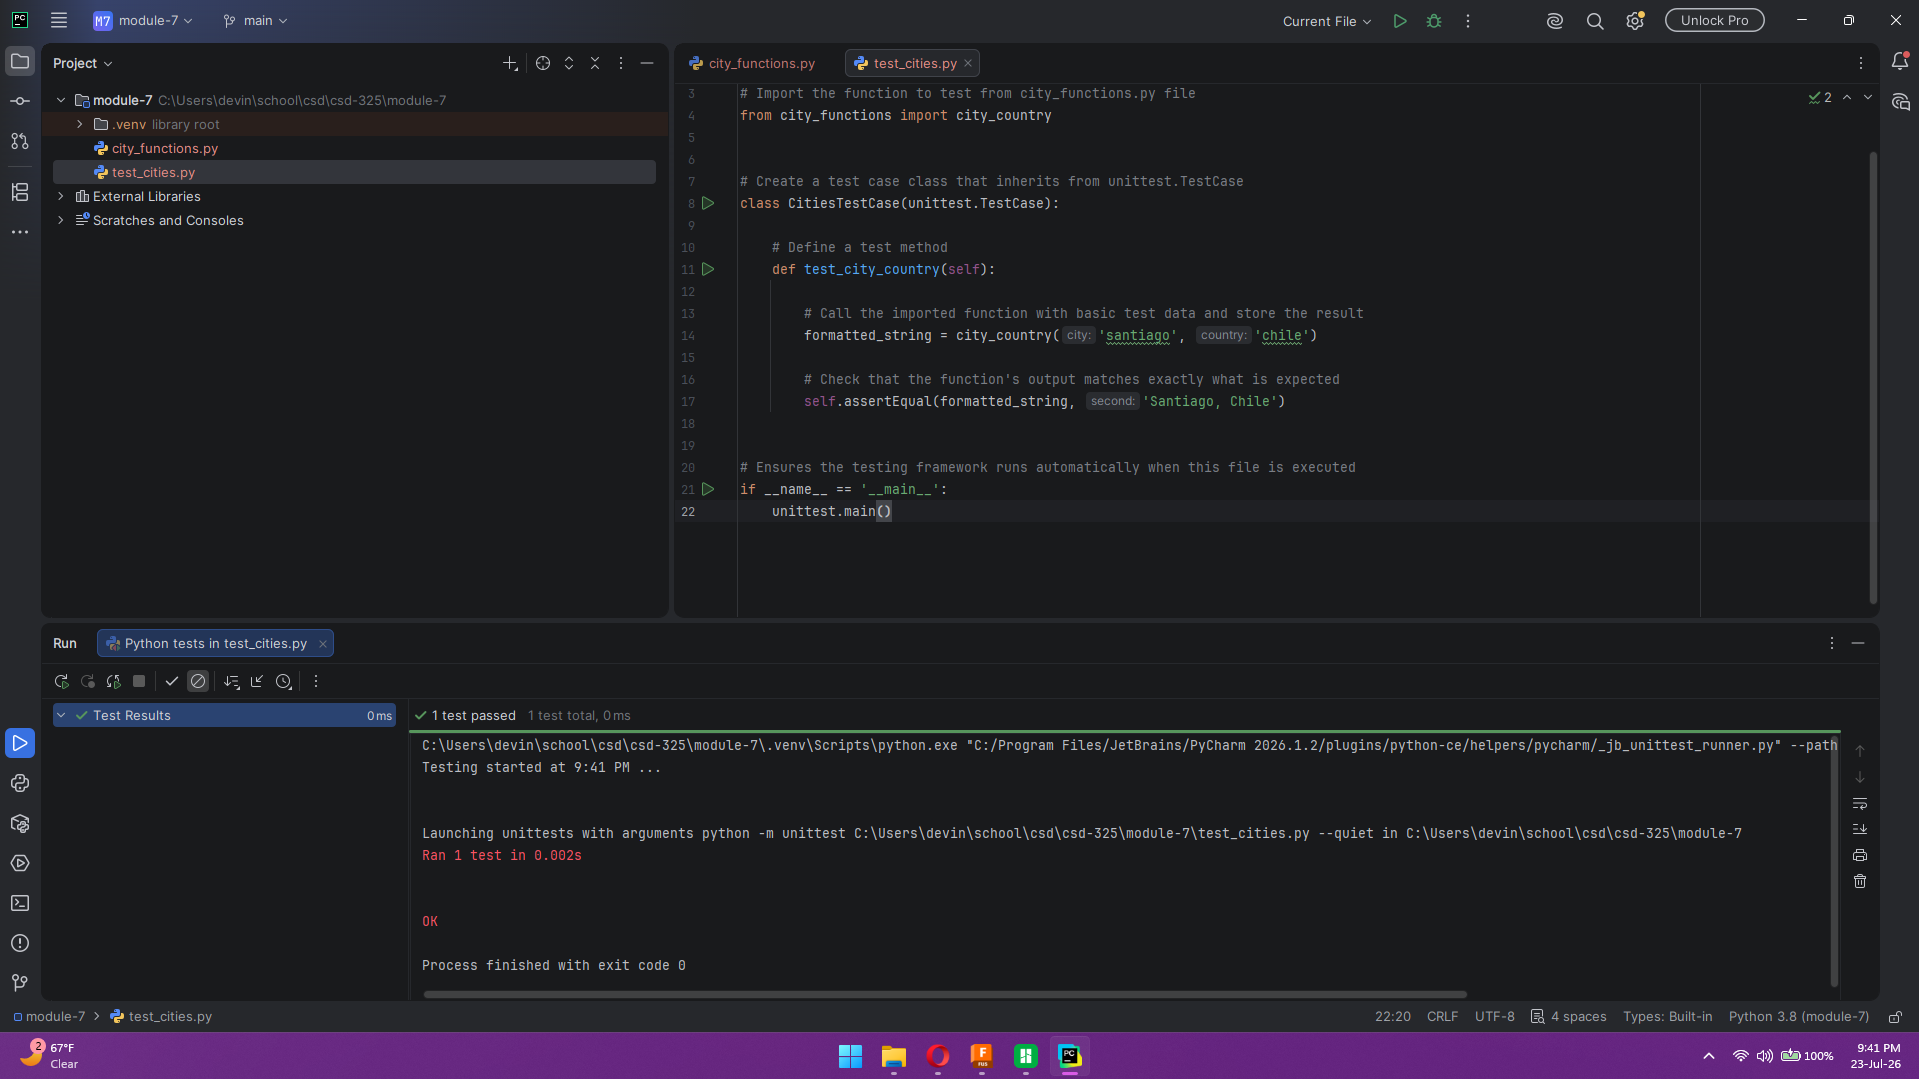 PC
M7 module-7
main
Current File
Unlock Pro
Project
module-7 C:\Users\devin\school\csd\csd-325\module-7
.venv library root
city_functions.py
test_cities.py
External Libraries
Scratches and Consoles
city_functions.py
test_cities.py
2
3 # Import the function to test from city_functions.py file
4 from city_functions import city_country
5
6
7 # Create a test case class that inherits from unittest.TestCase
8 class CitiesTestCase(unittest.TestCase):
9
10 # Define a test method
11 def test_city_country(self):
12
13 # Call the imported function with basic test data and store the result
14 formatted_string = city_country( city: 'santiago', country: 'chile')
15
16 # Check that the function's output matches exactly what is expected
17 self.assertEqual(formatted_string, second: 'Santiago, Chile')
18
19
20 # Ensures the testing framework runs automatically when this file is executed
21 if __name__ == '__main__':
22 unittest.main()
Run
Python tests in test_cities.py
Test Results 0 ms
1 test passed 1 test total, 0 ms
C:\Users\devin\school\csd\csd-325\module-7\.venv\Scripts\python.exe "C:/Program Files/JetBrains/PyCharm 2026.1.2/plugins/python-ce/helpers/pycharm/_jb_unittest_runner.py" --path
Testing started at 9:41 PM ...
Launching unittests with arguments python -m unittest C:\Users\devin\school\csd\csd-325\module-7\test_cities.py --quiet in C:\Users\devin\school\csd\csd-325\module-7
Ran 1 test in 0.002s
OK
Process finished with exit code 0
module-7 > test_cities.py
22:20 CRLF UTF-8 4 spaces Types: Built-in Python 3.8 (module-7)
2
67°F
Clear
F
PC
100%
9:41 PM
23-Jul-26